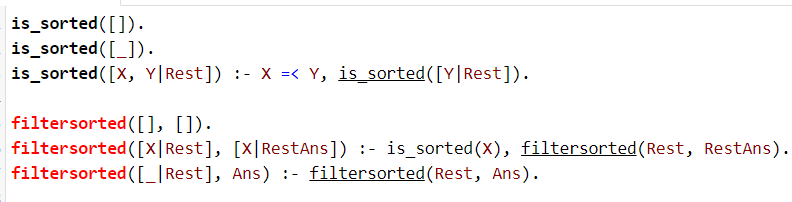 is_sorted([]).
is_sorted([_]).
is_sorted([X, Y|Rest]) :- X =< Y, is_sorted([Y|Rest]).
filtersorted([], []).
filtersorted([X|Rest], [X|RestAns]) :- is_sorted(X), filtersorted(Rest, RestAns).
filtersorted([_|Rest], Ans) :- filtersorted(Rest, Ans).